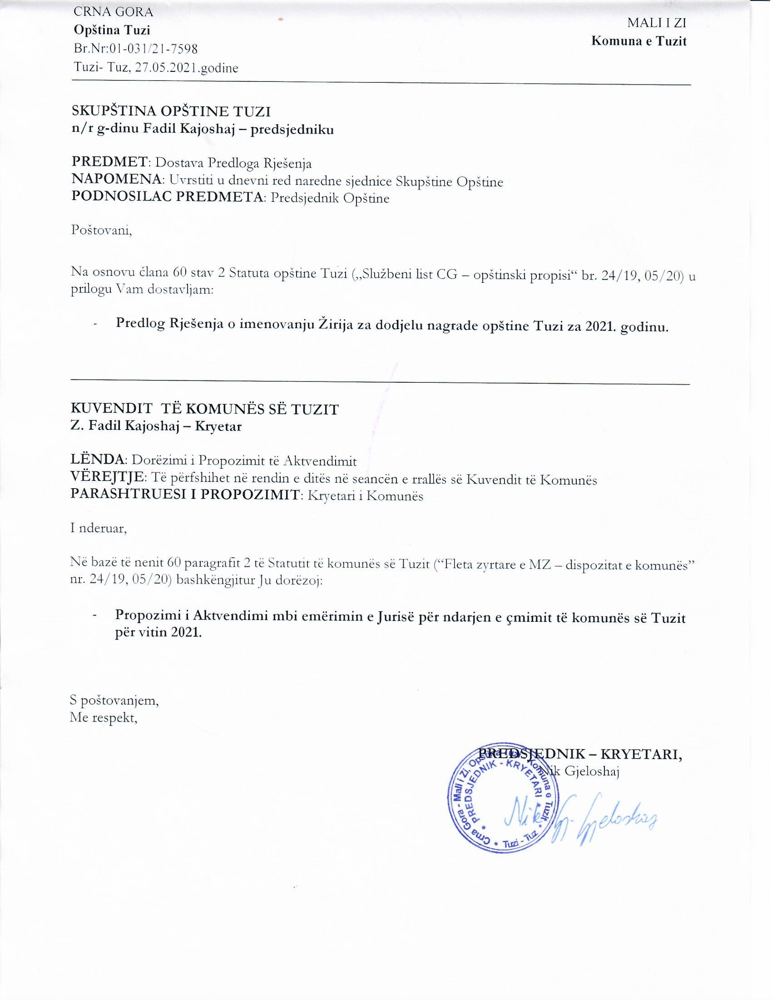 CRNA GORA
Opština Tuzi
Br.Nr:01-031/21-7598
Tuzi- Tuz, 27.05.2021.godine
MALI I ZI
Komuna e Tuzit
SKUPŠTINA OPŠTINE TUZI
n/r g-dinu Fadil Kajoshaj – predsjedniku
PREDMET: Dostava Predloga Rješenja
NAPOMENA: Uvrstiti u dnevni red naredne sjednice Skupštine Opštine
PODNOSILAC PREDMETA: Predsjednik Opštine
Poštovani,
Na osnovu člana 60 stav 2 Statuta opštine Tuzi („Službeni list CG – opštinski propisi“ br. 24/19, 05/20) u
prilogu Vam dostavljam:
- Predlog Rješenja o imenovanju Žirija za dodjelu nagrade opštine Tuzi za 2021. godinu.
KUVENDIT TË KOMUNËS SË TUZIT
Z. Fadil Kajoshaj – Kryetar
LËNDA: Dorëzimi i Propozimit të Aktvendimit
VËREJTJE: Të përfshihet në rendin e ditës në seancën e rrallës së Kuvendit të Komunës
PARASHTRUESI I PROPOZIMIT: Kryetari i Komunës
I nderuar,
Në bazë të nenit 60 paragrafit 2 të Statutit të komunës së Tuzit (“Fleta zyrtare e MZ – dispozitat e komunës”
nr. 24/19, 05/20) bashkëngjitur Ju dorëzoj:
- Propozimi i Aktvendimi mbi emërimin e Jurisë për ndarjen e çmimit të komunës së Tuzit
për vitin 2021.
S poštovanjem,
Me respekt,
PREDSJEDNIK – KRYETARI,
Nik Gjeloshaj
Crna Gora - Mali i Zi, Opština Tuzi - Komuna e Tuzit
* PREDSJEDNIK - KRYETARI *
* Tuzi - Tuz *
Nik Gj. Gjeloshaj